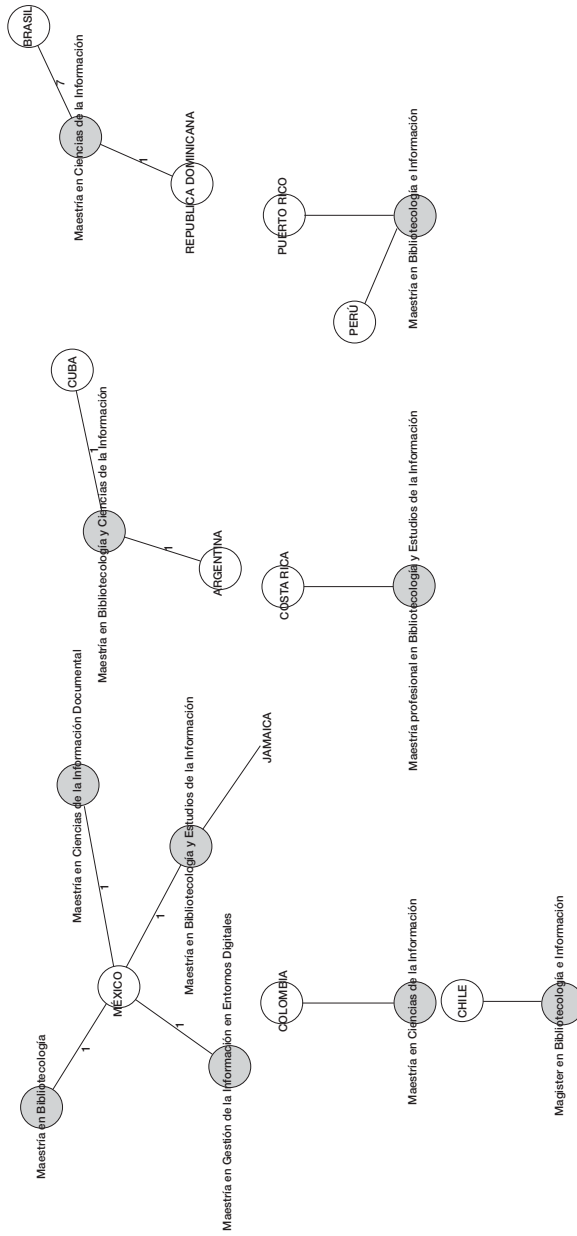 Maestría en Bibliotecología
1
MÉXICO
1
Maestría en Ciencias de la Información Documental
1
Maestría en Bibliotecología y Estudios de la Información
JAMAICA
1
Maestría en Gestión de la Información en Entornos Digitales
CUBA
1
Maestría en Bibliotecología y Ciencias de la Información
1
ARGENTINA
BRASIL
7
Maestría en Ciencias de la Información
1
REPUBLICA DOMINICANA
COLOMBIA
Maestría en Ciencias de la Información
CHILE
Magister en Bibliotecología e Información
COSTA RICA
Maestría profesional en Bibliotecología y Estudios de la Información
PUERTO RICO
PERÚ
Maestría en Bibliotecología e Información